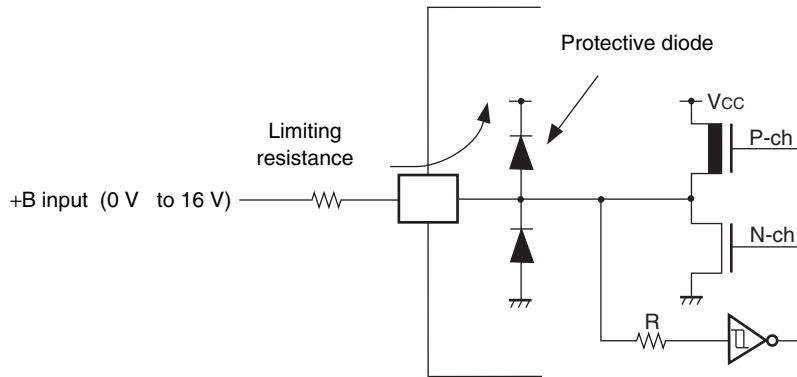 Protective diode
Limiting
resistance
+B input (0 V to 16 V)
VCC
P-ch
N-ch
R